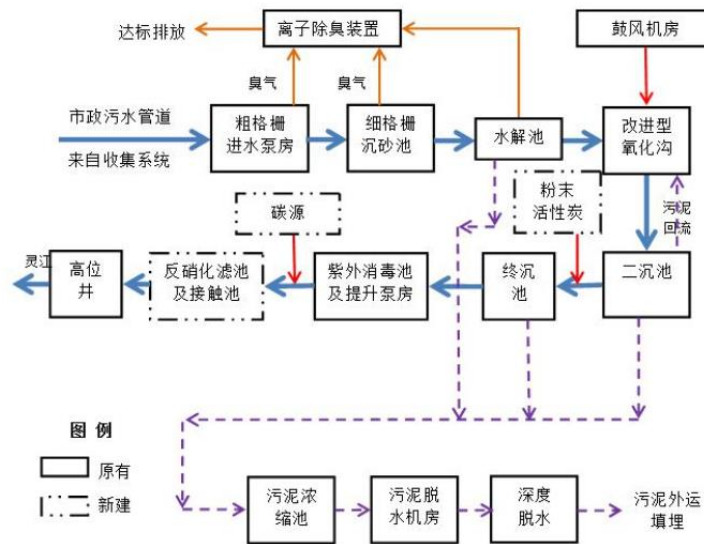 达标排放
离子除臭装置
鼓风机房
臭气
臭气
市政污水管道
来自收集系统
粗格栅
进水泵房
细格栅
沉砂池
水解池
改进型
氧化沟
碳源
粉末
活性炭
污泥
回流
灵江
高位
井
反硝化滤池
及接触池
紫外消毒池
及提升泵房
终沉
池
二沉池
图 例
原有
新建
污泥浓
缩池
污泥脱
水机房
深度
脱水
污泥外运
填埋